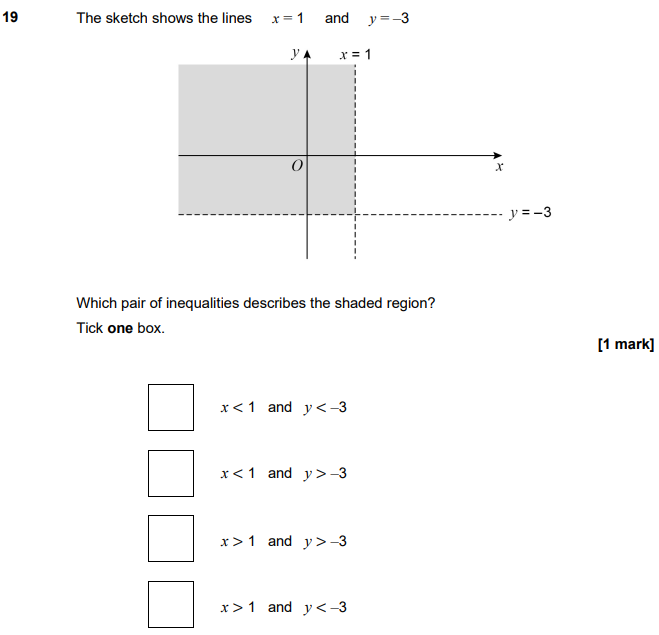 19 The sketch shows the lines x = 1 and y = –3
y x = 1
O x
y = –3
Which pair of inequalities describes the shaded region?
Tick one box.
[1 mark]
x < 1 and y < –3
x < 1 and y > –3
x > 1 and y > –3
x > 1 and y < –3